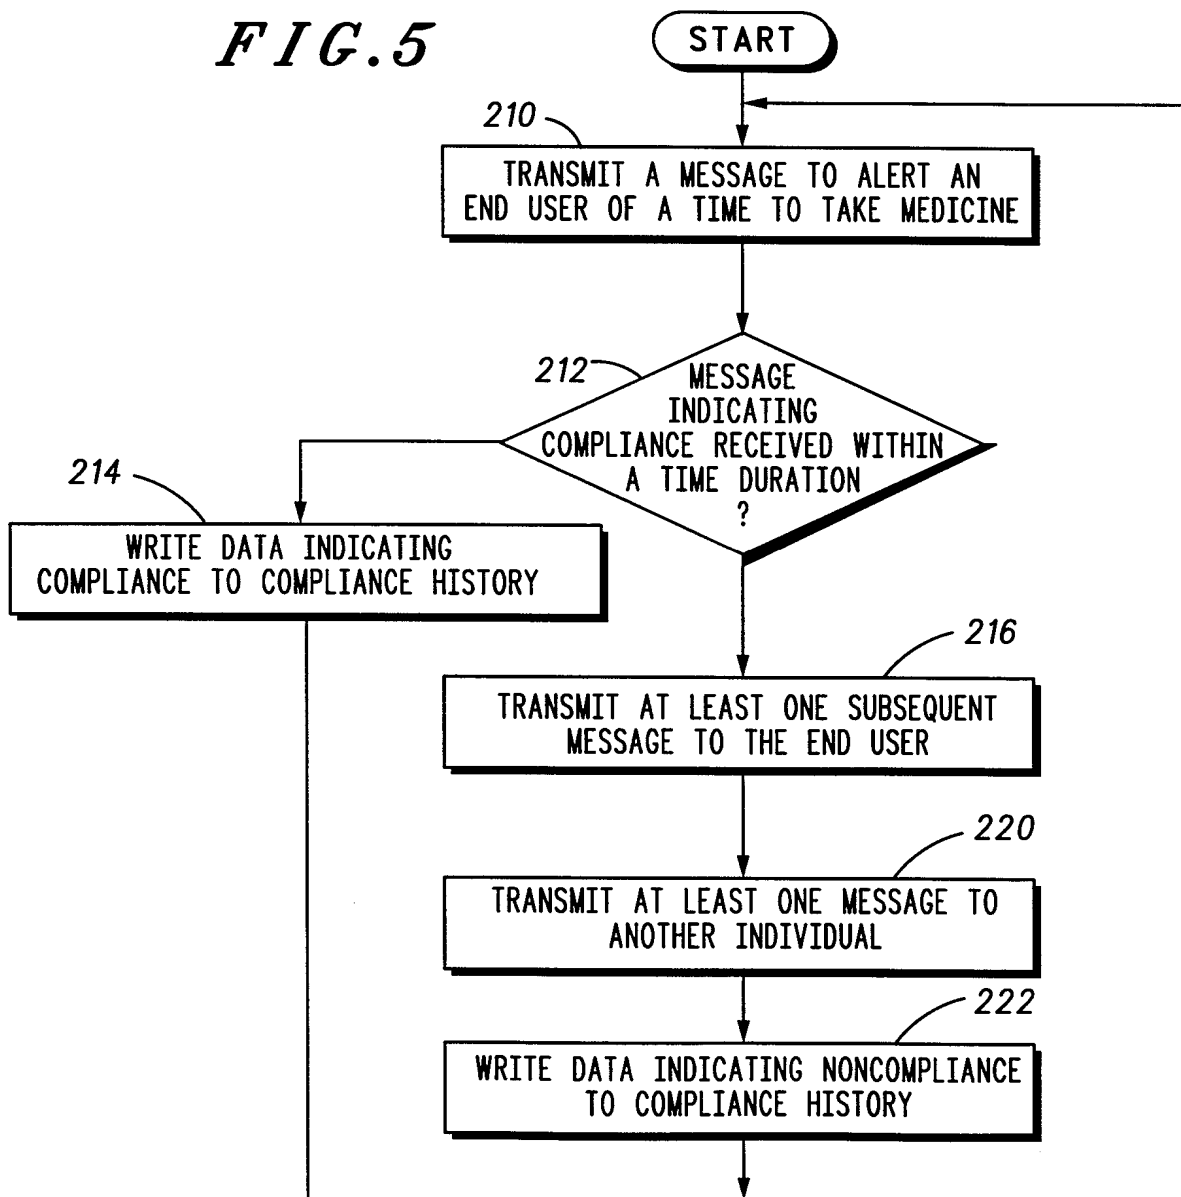 FIG.5
START
210
TRANSMIT A MESSAGE TO ALERT AN
END USER OF A TIME TO TAKE MEDICINE
212
MESSAGE
INDICATING
COMPLIANCE RECEIVED WITHIN
A TIME DURATION
?
214
WRITE DATA INDICATING
COMPLIANCE TO COMPLIANCE HISTORY
216
TRANSMIT AT LEAST ONE SUBSEQUENT
MESSAGE TO THE END USER
220
TRANSMIT AT LEAST ONE MESSAGE TO
ANOTHER INDIVIDUAL
222
WRITE DATA INDICATING NONCOMPLIANCE
TO COMPLIANCE HISTORY